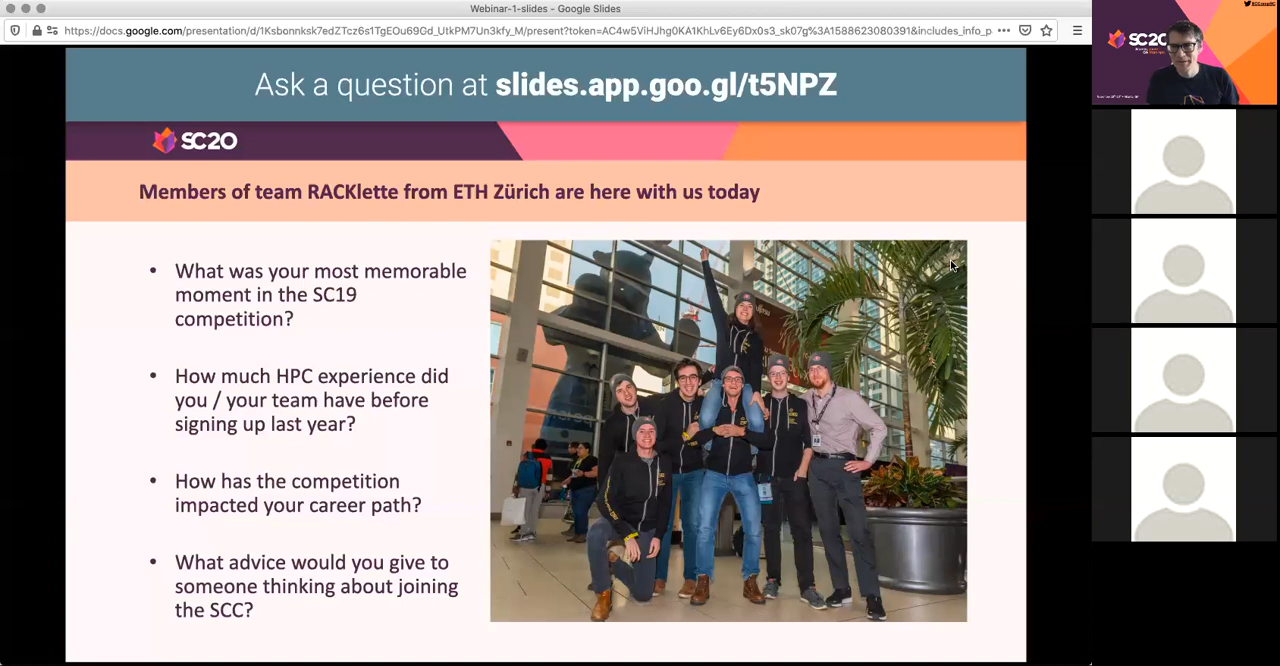 Webinar-1-slides - Google Slides
https://docs.google.com/presentation/d/1Ksbonnksk7edZTcz6s1TgEOu69Gd_UtkPM7Un3kfy_M/present?token=AC4w5ViHJhg0KA1KhLv6Ey6Dx0s3_sk07g%3A1588623080391&includes_info_p
Ask a question at slides.app.goo.gl/t5NPZ
SC20
Members of team RACKlette from ETH Zürich are here with us today
• What was your most memorable
moment in the SC19
competition?
• How much HPC experience did
you / your team have before
signing up last year?
• How has the competition
impacted your career path?
• What advice would you give to
someone thinking about joining
the SCC?
SC20